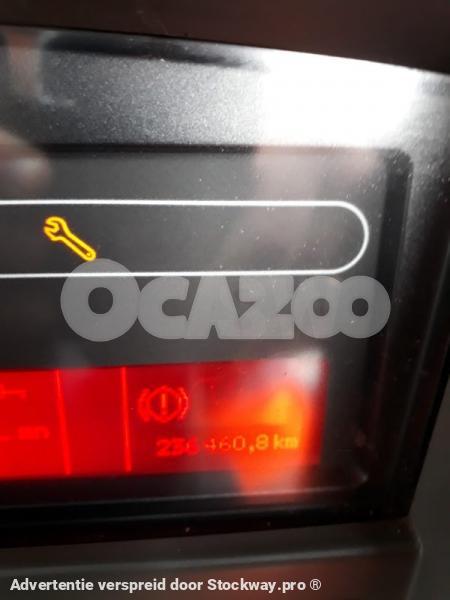 OCAZOO
460,8 km
Advertentie verspreid door Stockway.pro ®